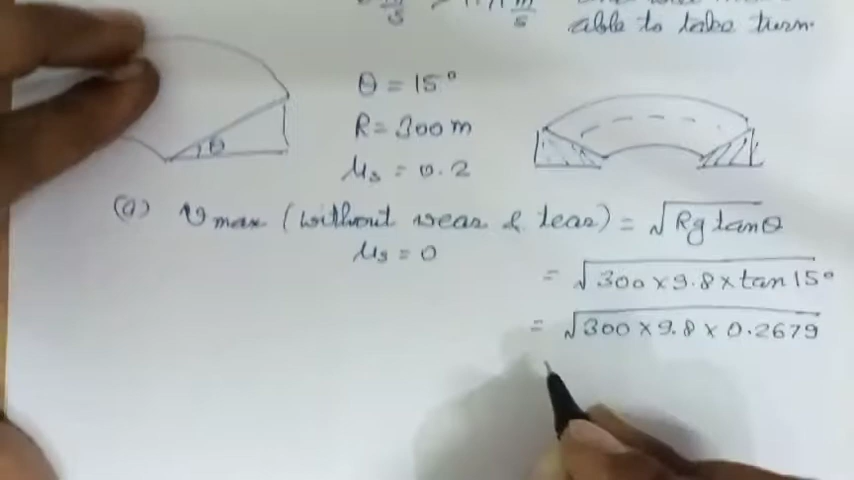 able to take turn.
θ = 15°
R = 300 m
μs = 0.2
θ
(a) vmax (without wear & tear) = √Rg tanθ
μs = 0
= √300 × 9.8 × tan 15°
= √300 × 9.8 × 0.2679